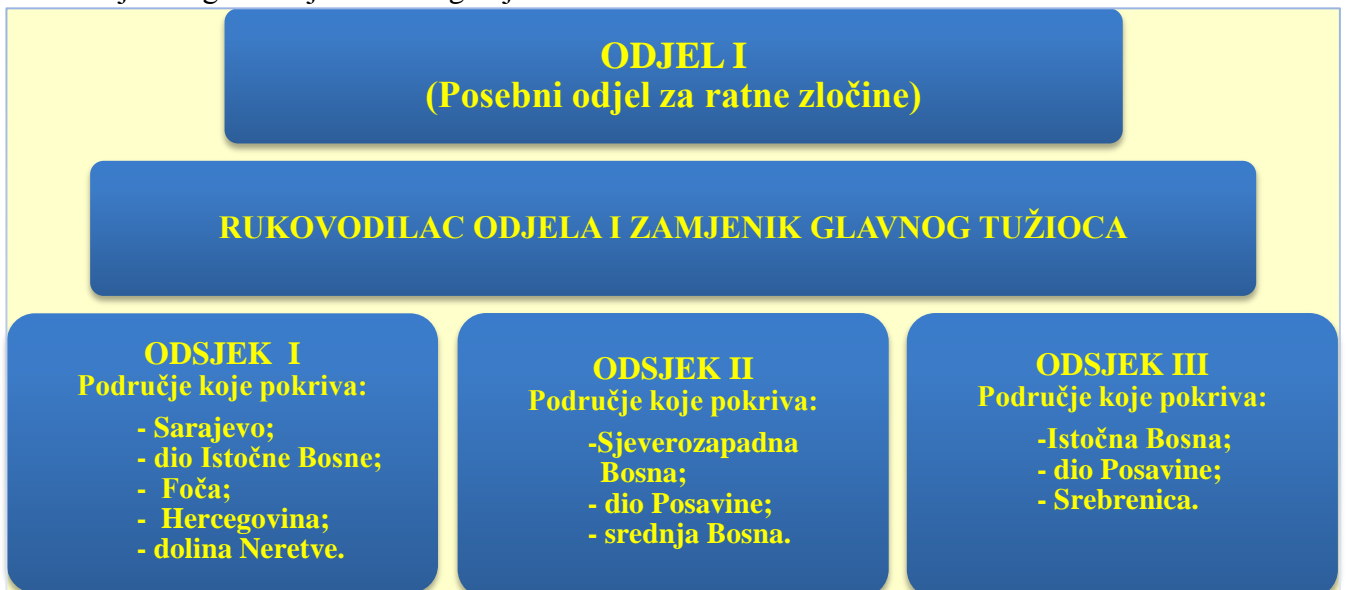 ODJEL I
(Posebni odjel za ratne zločine)
RUKOVODILAC ODJELA I ZAMJENIK GLAVNOG TUŽIOCA
ODSJEK I
Područje koje pokriva:
- Sarajevo;
- dio Istočne Bosne;
- Foča;
- Hercegovina;
- dolina Neretve.
ODSJEK II
Područje koje pokriva:
-Sjeverozapadna
Bosna;
- dio Posavine;
- srednja Bosna.
ODSJEK III
Područje koje pokriva:
-Istočna Bosna;
- dio Posavine;
- Srebrenica.